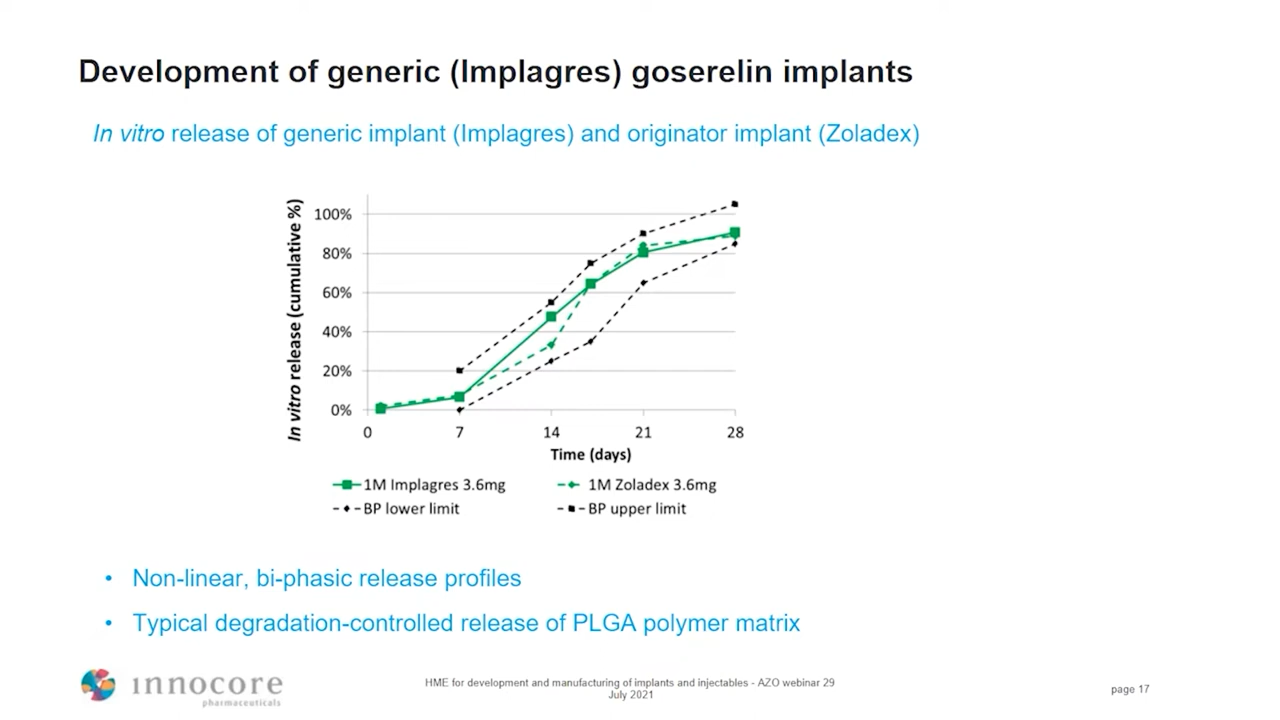 Development of generic (Implagres) goserelin implants
In vitro release of generic implant (Implagres) and originator implant (Zoladex)
In vitro release (cumulative %)
100%
80%
60%
40%
20%
0%
0 7 14 21 28
Time (days)
1M Implagres 3.6mg 1M Zoladex 3.6mg
BP lower limit BP upper limit
• Non-linear, bi-phasic release profiles
• Typical degradation-controlled release of PLGA polymer matrix
innocore
pharmaceuticals
HME for development and manufacturing of implants and injectables - AZO webinar 29
July 2021
page 17